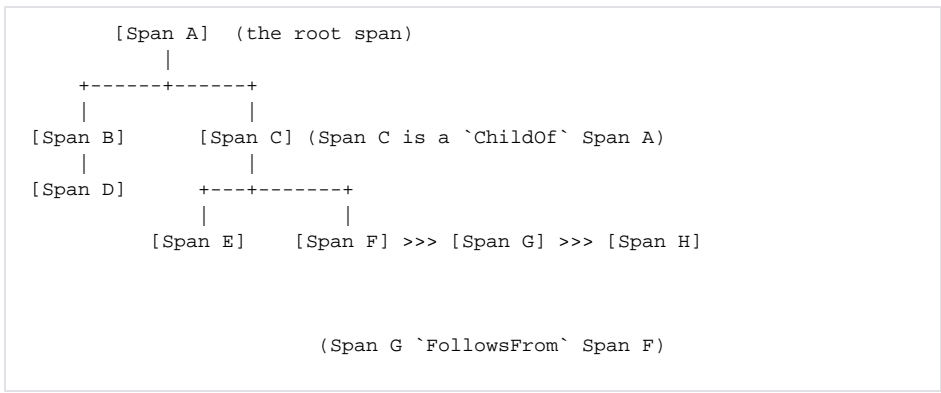 [Span A]  (the root span)
|
+------+------+
|             |
[Span B]      [Span C] (Span C is a `ChildOf` Span A)
|             |
[Span D]      +---+-------+
|           |
[Span E]    [Span F] >>> [Span G] >>> [Span H]
(Span G `FollowsFrom` Span F)